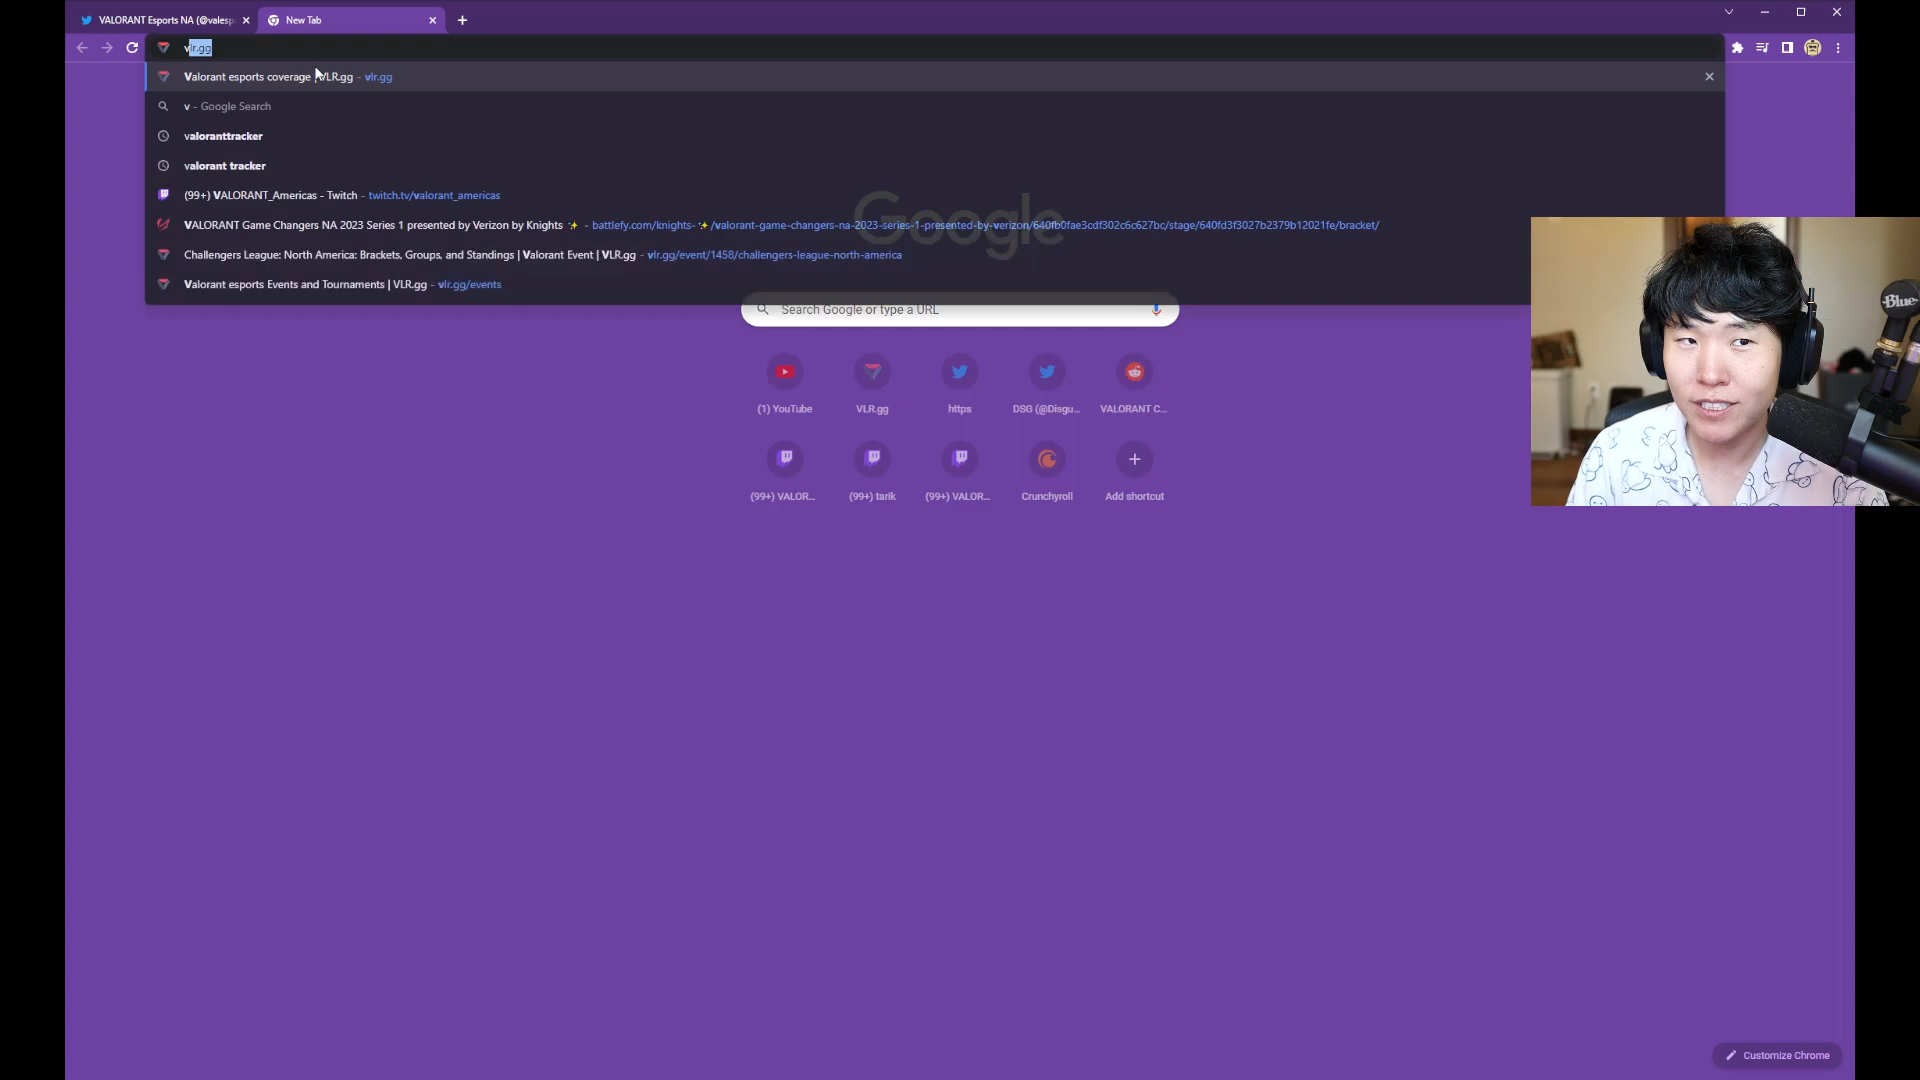 VALORANT Esports NA (@valesp
New Tab
vlr.gg
Valorant esports coverage | VLR.gg - vlr.gg
v - Google Search
valoranttracker
valorant tracker
(99+) VALORANT_Americas - Twitch - twitch.tv/valorant_americas
VALORANT Game Changers NA 2023 Series 1 presented by Verizon by Knights ✨ - battlefy.com/knights-✨/valorant-game-changers-na-2023-series-1-presented-by-verizon/640fb0fae3cdf302c6c627bc/stage/640fd3f3027b2379b12021fe/bracket/
Challengers League: North America: Brackets, Groups, and Standings | Valorant Event | VLR.gg - vlr.gg/event/1458/challengers-league-north-america
Valorant esports Events and Tournaments | VLR.gg - vlr.gg/events
Google
Search Google or type a URL
(1) YouTube
VLR.gg
https
DSG (@Disgu...
VALORANT C...
(99+) VALOR...
(99+) tarik
(99+) VALOR...
Crunchyroll
Add shortcut
Blue
Customize Chrome